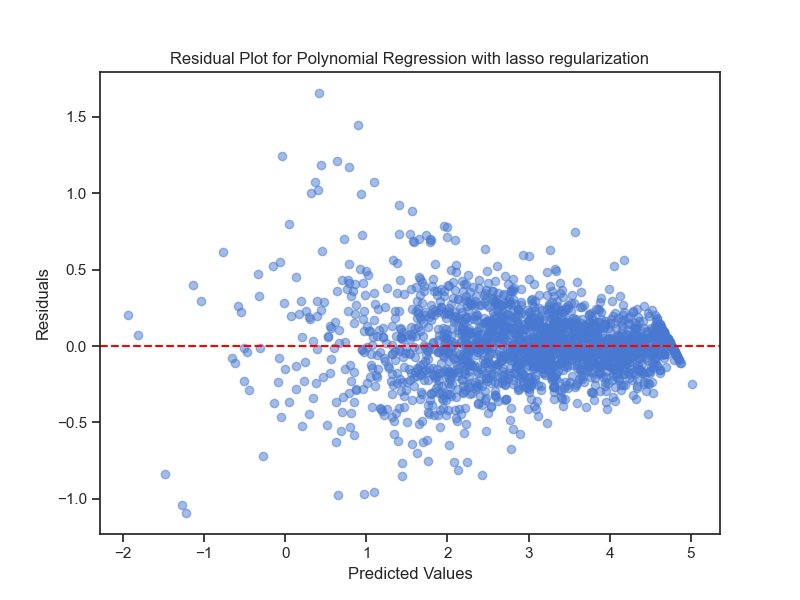 Residual Plot for Polynomial Regression with lasso regularization
Residuals
1.5
1.0
0.5
0.0
−0.5
−1.0
−2 −1 0 1 2 3 4 5
Predicted Values